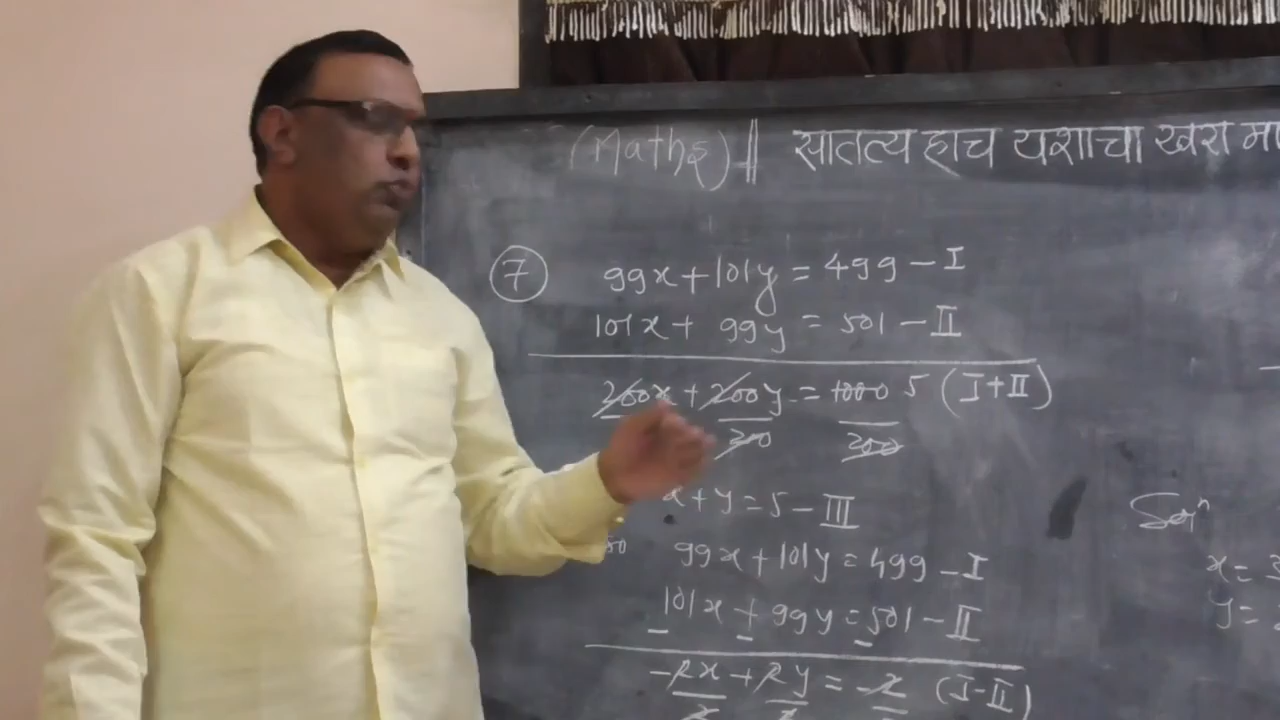 (Maths) || सातत्य हाच यशाचा खरा मा
7 99x+101y = 499 - I
101x + 99y = 501 - II
200x + 200y = 1000 5 (I+II)
200 200
x + y = 5 - III
99x + 101y = 499 - I
101x + 99y = 501 - II
-2x + 2y = -2 (I-II)
x =
y =